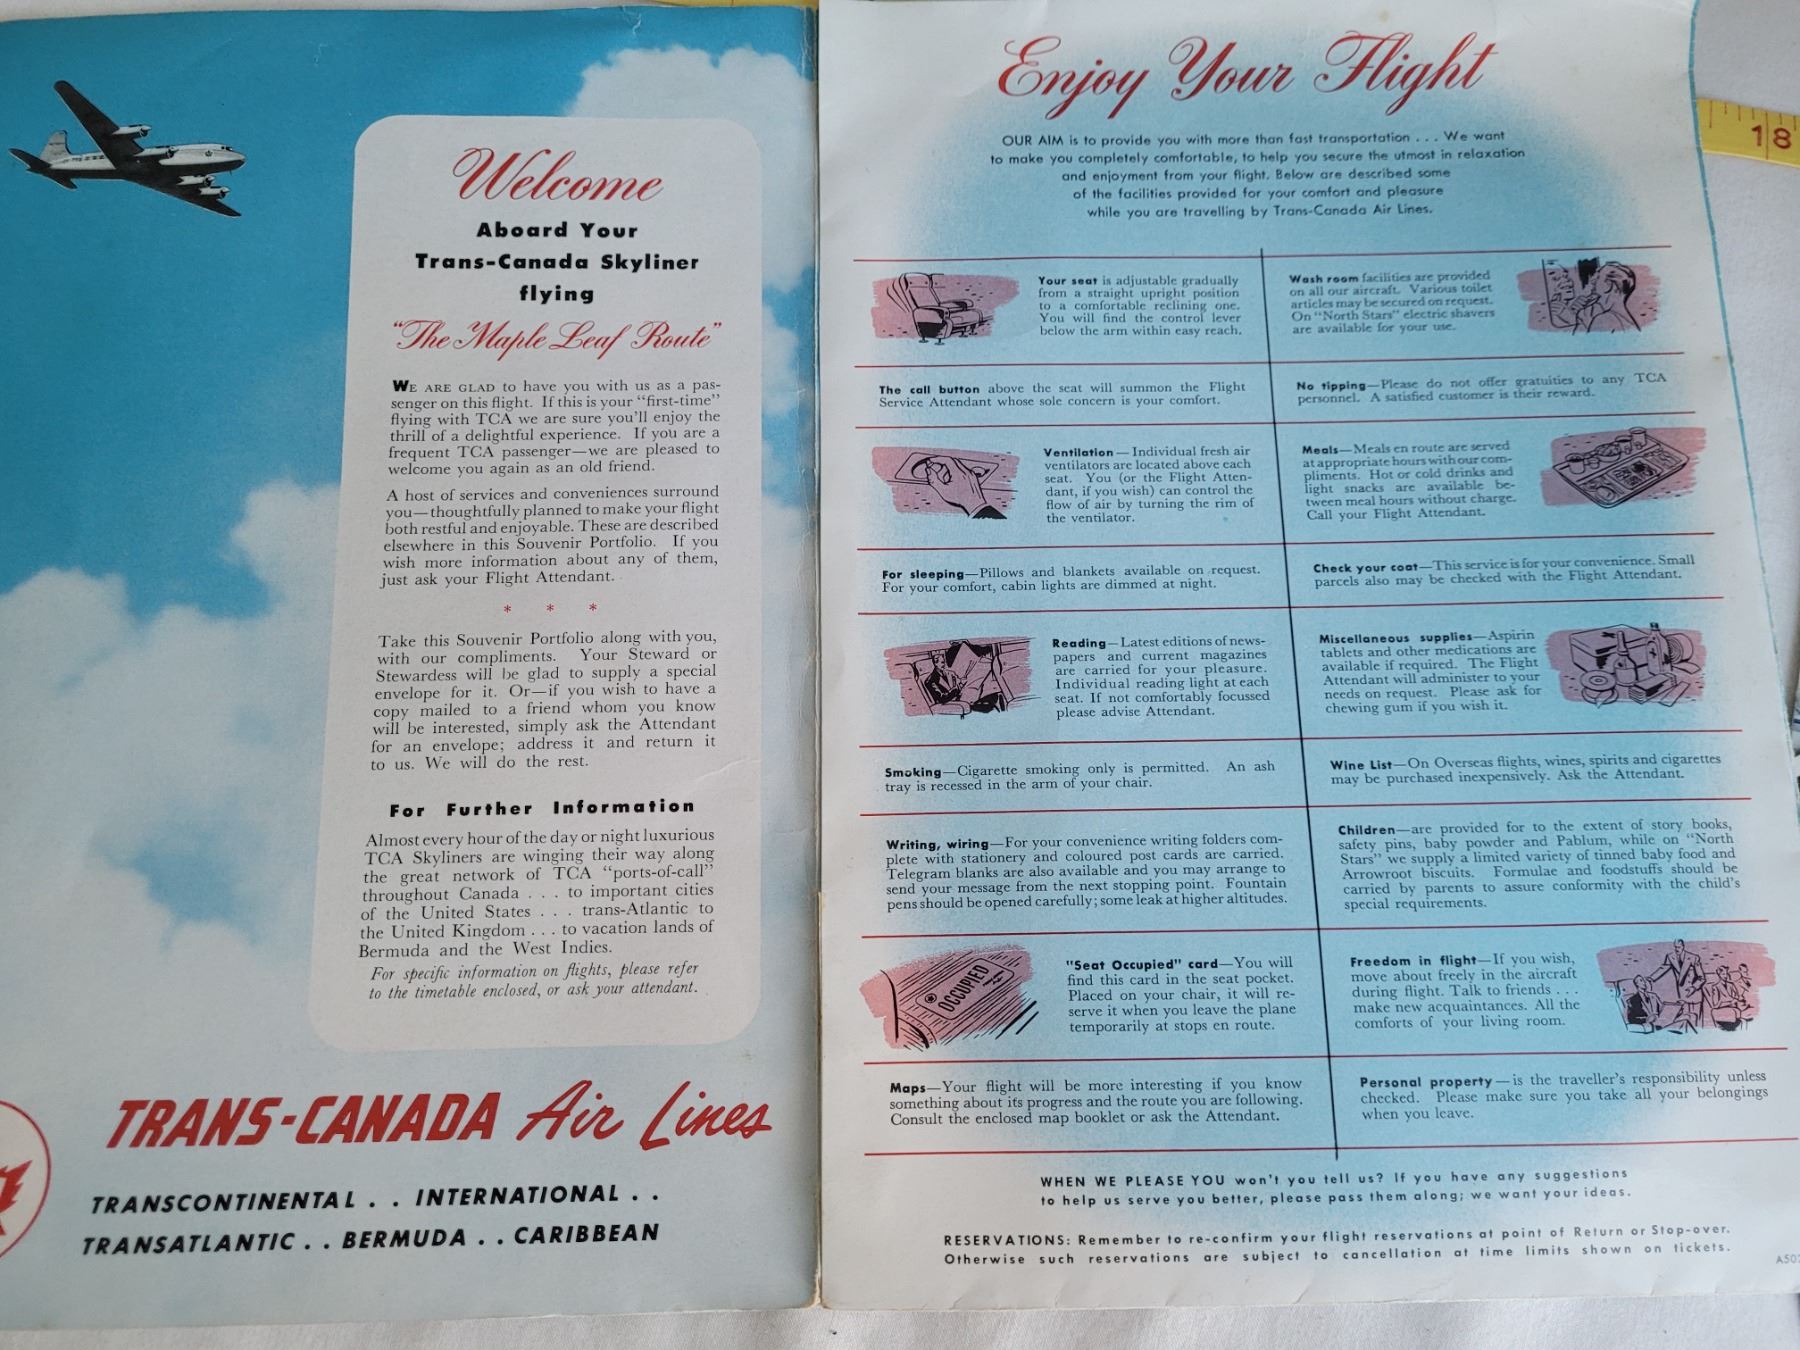 Welcome
Aboard Your
Trans-Canada Skyliner
flying
"The Maple Leaf Route"
WE ARE GLAD to have you with us as a pas-
senger on this flight. If this is your "first-time"
flying with TCA we are sure you'll enjoy the
thrill of a delightful experience. If you are a
frequent TCA passenger—we are pleased to
welcome you again as an old friend.
A host of services and conveniences surround
you—thoughtfully planned to make your flight
both restful and enjoyable. These are described
elsewhere in this Souvenir Portfolio. If you
wish more information about any of them,
just ask your Flight Attendant.
* * *
Take this Souvenir Portfolio along with you,
with our compliments. Your Steward or
Stewardess will be glad to supply a special
envelope for it. Or—if you wish to have a
copy mailed to a friend whom you know
will be interested, simply ask the Attendant
for an envelope; address it and return it
to us. We will do the rest.
For Further Information
Almost every hour of the day or night luxurious
TCA Skyliners are winging their way along
the great network of TCA "ports-of-call"
throughout Canada . . . to important cities
of the United States . . . trans-Atlantic to
the United Kingdom . . . to vacation lands of
Bermuda and the West Indies.
For specific information on flights, please refer
to the timetable enclosed, or ask your attendant.
TRANS-CANADA Air Lines
TRANSCONTINENTAL . . INTERNATIONAL . .
TRANSATLANTIC . . BERMUDA . . CARIBBEAN
Enjoy Your Flight
OUR AIM is to provide you with more than fast transportation . . . We want
to make you completely comfortable, to help you secure the utmost in relaxation
and enjoyment from your flight. Below are described some
of the facilities provided for your comfort and pleasure
while you are travelling by Trans-Canada Air Lines.
Your seat is adjustable gradually
from a straight upright position
to a comfortable reclining one.
You will find the control lever
below the arm within easy reach.
The call button above the seat will summon the Flight
Service Attendant whose sole concern is your comfort.
Ventilation—Individual fresh air
ventilators are located above each
seat. You (or the Flight Atten-
dant, if you wish) can control the
flow of air by turning the rim of
the ventilator.
For sleeping—Pillows and blankets available on request.
For your comfort, cabin lights are dimmed at night.
Reading—Latest editions of news-
papers and current magazines
are carried for your pleasure.
Individual reading light at each
seat. If not comfortably focussed
please advise Attendant.
Smoking—Cigarette smoking only is permitted. An ash
tray is recessed in the arm of your chair.
Writing, wiring—For your convenience writing folders com-
plete with stationery and coloured post cards are carried.
Telegram blanks are also available and you may arrange to
send your message from the next stopping point. Fountain
pens should be opened carefully; some leak at higher altitudes.
OCCUPIED
"Seat Occupied" card—You will
find this card in the seat pocket.
Placed on your chair, it will re-
serve it when you leave the plane
temporarily at stops en route.
Maps—Your flight will be more interesting if you know
something about its progress and the route you are following.
Consult the enclosed map booklet or ask the Attendant.
Wash room facilities are provided
on all our aircraft. Various toilet
articles may be secured on request.
On "North Stars" electric shavers
are available for your use.
No tipping—Please do not offer gratuities to any TCA
personnel. A satisfied customer is their reward.
Meals—Meals en route are served
at appropriate hours with our com-
pliments. Hot or cold drinks and
light snacks are available be-
tween meal hours without charge.
Call your Flight Attendant.
Check your coat—This service is for your convenience. Small
parcels also may be checked with the Flight Attendant.
Miscellaneous supplies—Aspirin
tablets and other medications are
available if required. The Flight
Attendant will administer to your
needs on request. Please ask for
chewing gum if you wish it.
Wine List—On Overseas flights, wines, spirits and cigarettes
may be purchased inexpensively. Ask the Attendant.
Children—are provided for to the extent of story books,
safety pins, baby powder and Pablum, while on "North
Stars" we supply a limited variety of tinned baby food and
Arrowroot biscuits. Formulae and foodstuffs should be
carried by parents to assure conformity with the child's
special requirements.
Freedom in flight—If you wish,
move about freely in the aircraft
during flight. Talk to friends . . .
make new acquaintances. All the
comforts of your living room.
Personal property—is the traveller's responsibility unless
checked. Please make sure you take all your belongings
when you leave.
WHEN WE PLEASE YOU won't you tell us? If you have any suggestions
to help us serve you better, please pass them along; we want your ideas.
RESERVATIONS: Remember to re-confirm your flight reservations at point of Return or Stop-over.
Otherwise such reservations are subject to cancellation at time limits shown on tickets.
18